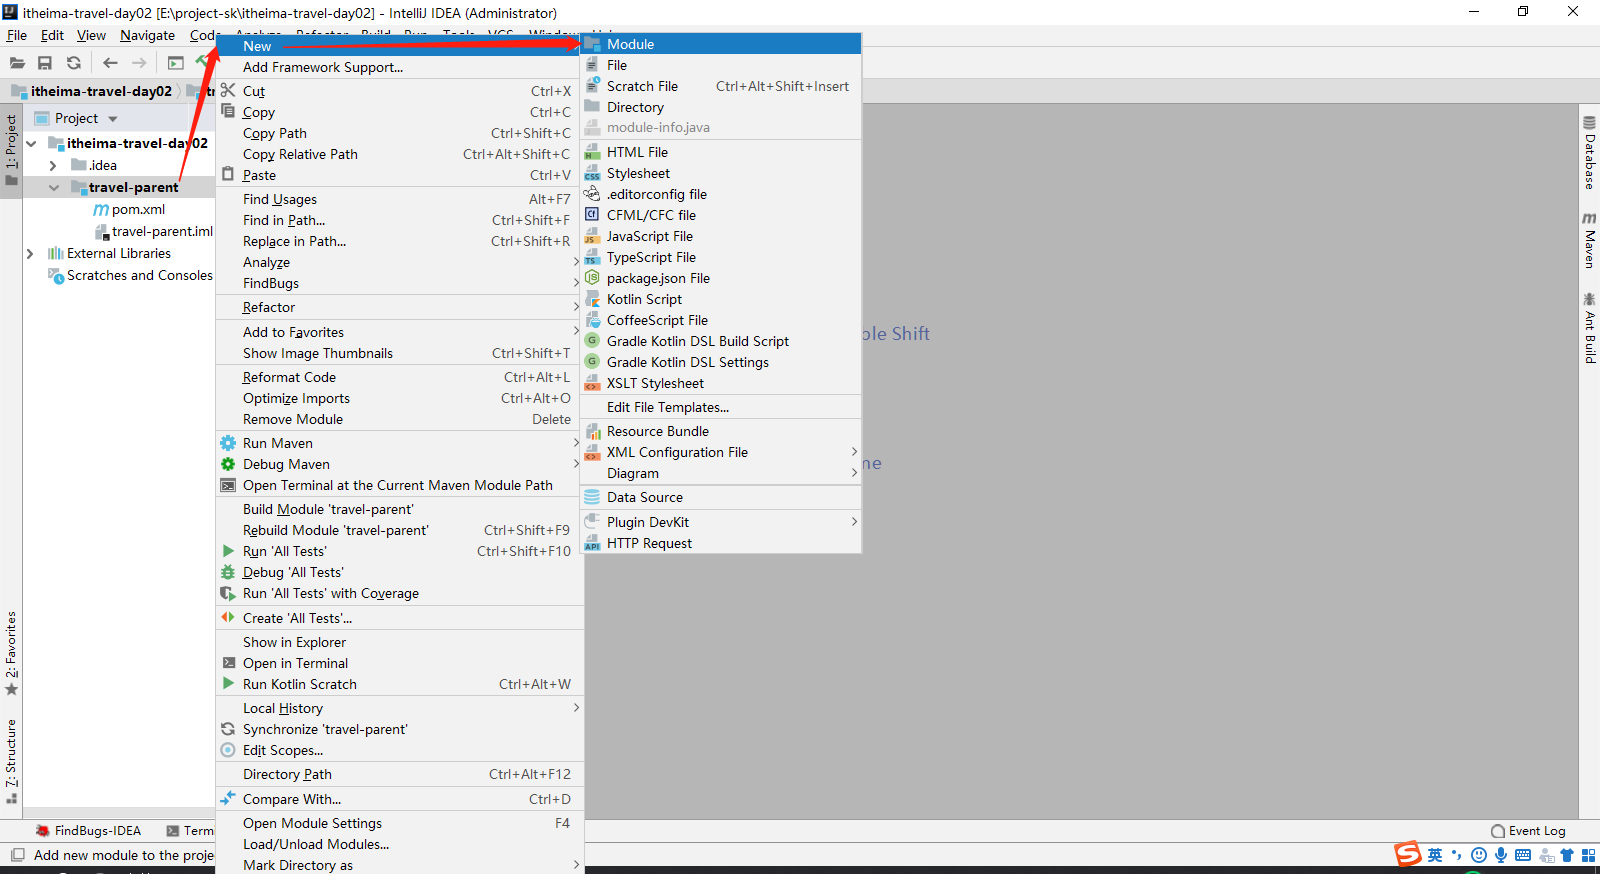 itheima-travel-day02 [E:\project-sk\itheima-travel-day02] - IntelliJ IDEA (Administrator)
File Edit View Navigate Code
itheima-travel-day02
Project
itheima-travel-day02
.idea
travel-parent
pom.xml
travel-parent.iml
External Libraries
Scratches and Consoles
1: Project
2: Favorites
7: Structure
New
Add Framework Support...
Cut Ctrl+X
Copy Ctrl+C
Copy Path Ctrl+Shift+C
Copy Relative Path Ctrl+Alt+Shift+C
Paste Ctrl+V
Find Usages Alt+F7
Find in Path... Ctrl+Shift+F
Replace in Path... Ctrl+Shift+R
Analyze
FindBugs
Refactor
Add to Favorites
Show Image Thumbnails Ctrl+Shift+T
Reformat Code Ctrl+Alt+L
Optimize Imports Ctrl+Alt+O
Remove Module Delete
Run Maven
Debug Maven
Open Terminal at the Current Maven Module Path
Build Module 'travel-parent'
Rebuild Module 'travel-parent' Ctrl+Shift+F9
Run 'All Tests' Ctrl+Shift+F10
Debug 'All Tests'
Run 'All Tests' with Coverage
Create 'All Tests'...
Show in Explorer
Open in Terminal
Run Kotlin Scratch Ctrl+Alt+W
Local History
Synchronize 'travel-parent'
Edit Scopes...
Directory Path Ctrl+Alt+F12
Compare With... Ctrl+D
Open Module Settings F4
Load/Unload Modules...
Mark Directory as
Module
File
Scratch File Ctrl+Alt+Shift+Insert
Directory
module-info.java
HTML File
Stylesheet
.editorconfig file
CFML/CFC file
JavaScript File
TypeScript File
package.json File
Kotlin Script
CoffeeScript File
Gradle Kotlin DSL Build Script
Gradle Kotlin DSL Settings
XSLT Stylesheet
Edit File Templates...
Resource Bundle
XML Configuration File
Diagram
Data Source
Plugin DevKit
HTTP Request
ble Shift
me
Database
Maven
Ant Build
FindBugs-IDEA Termi
Event Log
Add new module to the proje
英